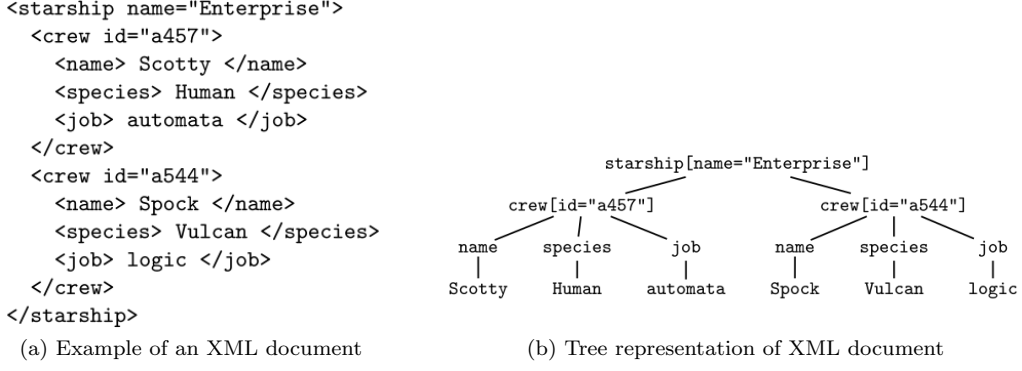 <starship name="Enterprise">
<crew id="a457">
<name> Scotty </name>
<species> Human </species>
<job> automata </job>
</crew>
<crew id="a544">
<name> Spock </name>
<species> Vulcan </species>
<job> logic </job>
</crew>
</starship>
(a) Example of an XML document
starship[name="Enterprise"]
crew[id="a457"] crew[id="a544"]
name species job name species job
Scotty Human automata Spock Vulcan logic
(b) Tree representation of XML document